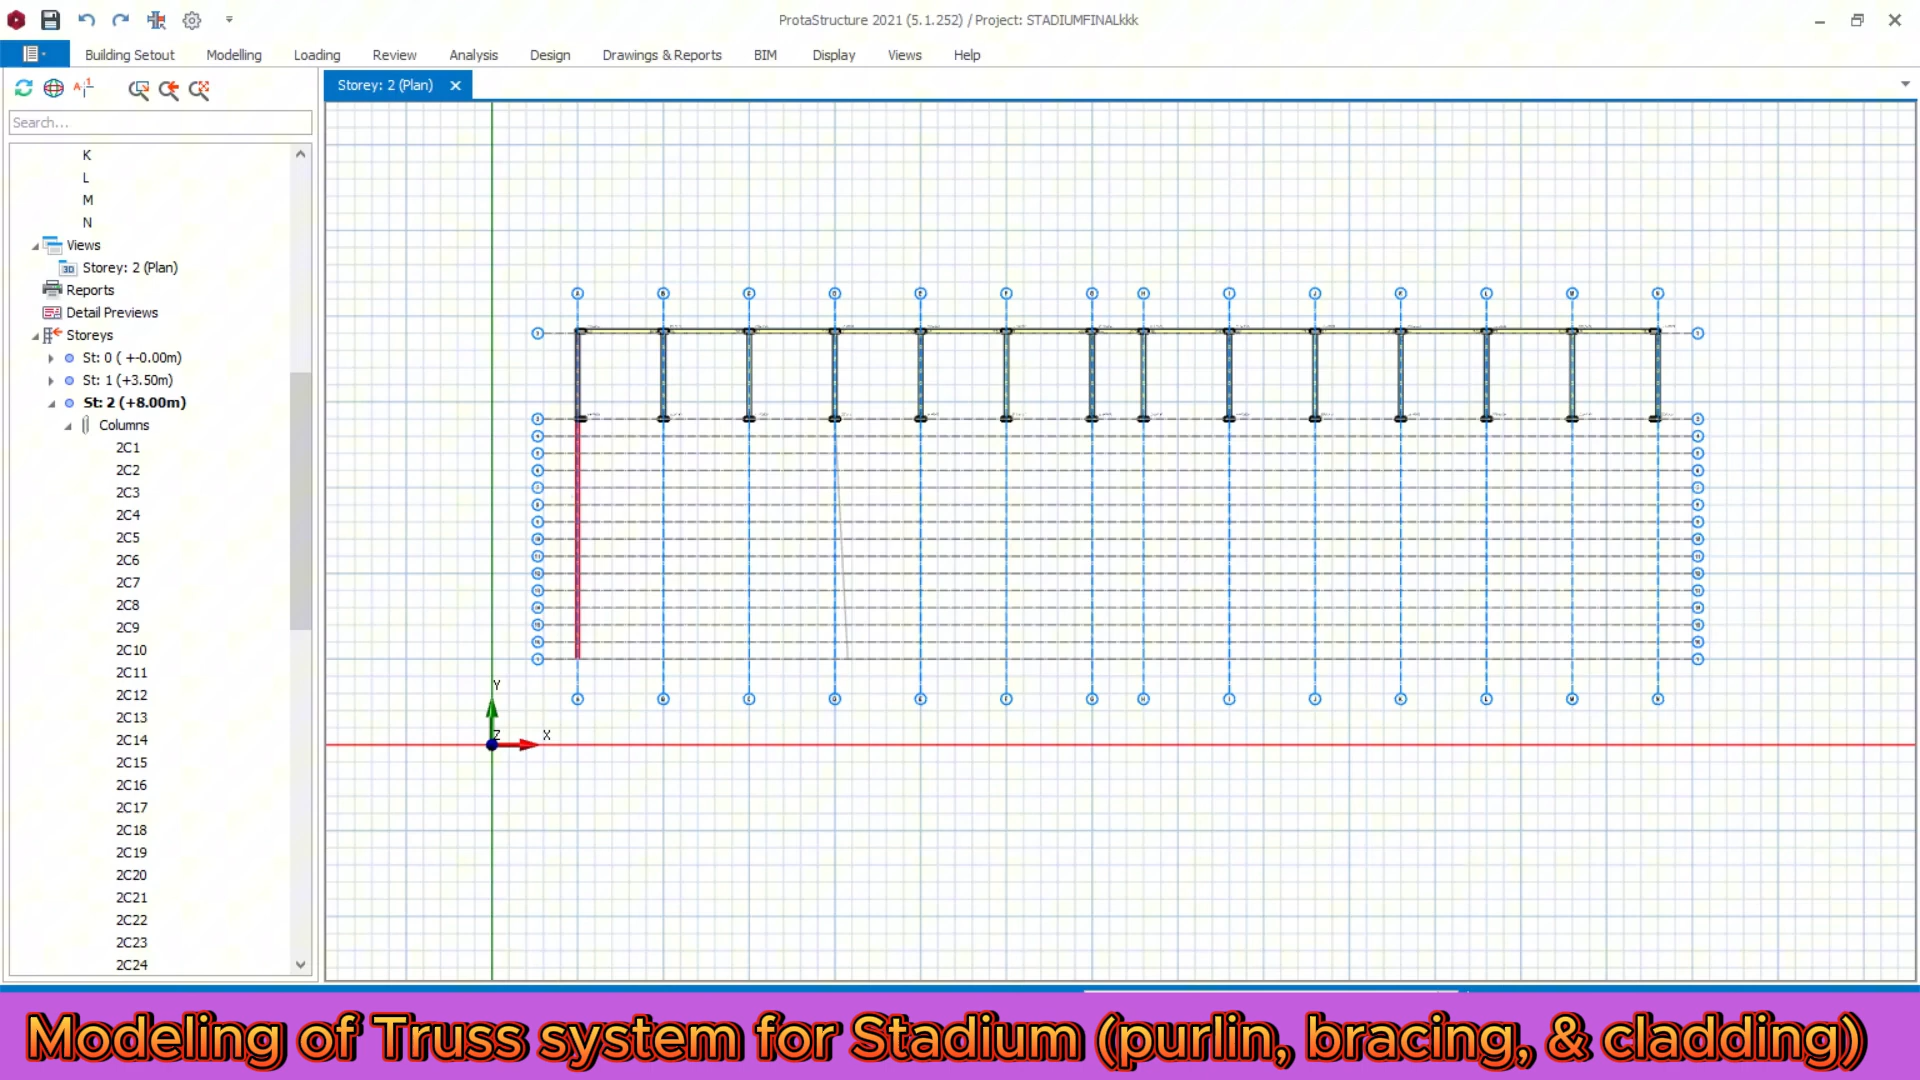 ProtaStructure 2021 (5.1.252) / Project: STADIUMFINALkkk
Building Setout Modelling Loading Review Analysis Design Drawings & Reports BIM Display Views Help
Storey: 2 (Plan)
Search...
K
L
M
N
Views
Storey: 2 (Plan)
Reports
Detail Previews
Storeys
St: 0 ( +-0.00m)
St: 1 (+3.50m)
St: 2 (+8.00m)
Columns
2C1
2C2
2C3
2C4
2C5
2C6
2C7
2C8
2C9
2C10
2C11
2C12
2C13
2C14
2C15
2C16
2C17
2C18
2C19
2C20
2C21
2C22
2C23
2C24
Y
Z
X
Modeling of Truss system for Stadium (purlin, bracing, & cladding)